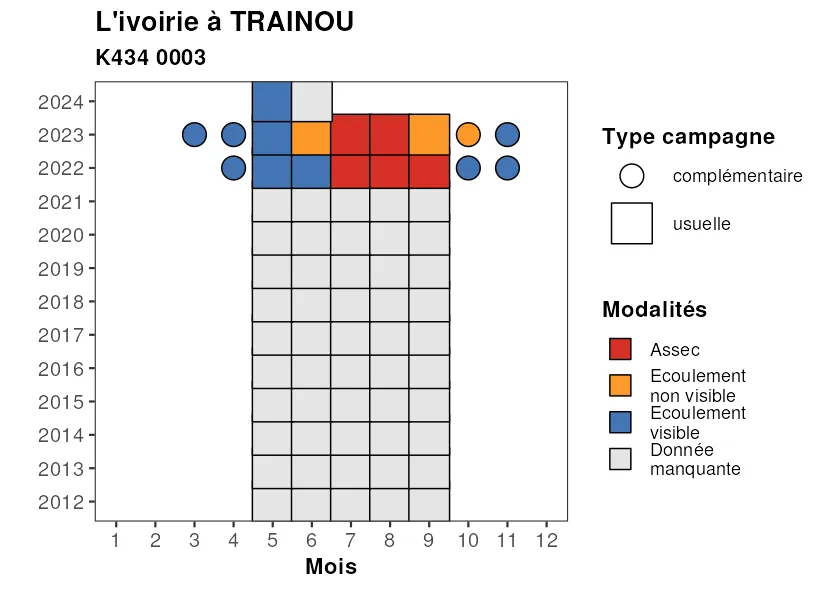 L'ivoirie à TRAINOU
K434 0003
2024
2023
2022
2021
2020
2019
2018
2017
2016
2015
2014
2013
2012
1 2 3 4 5 6 7 8 9 10 11 12
Mois
Type campagne
complémentaire
usuelle
Modalités
Assec
Ecoulement
non visible
Ecoulement
visible
Donnée
manquante